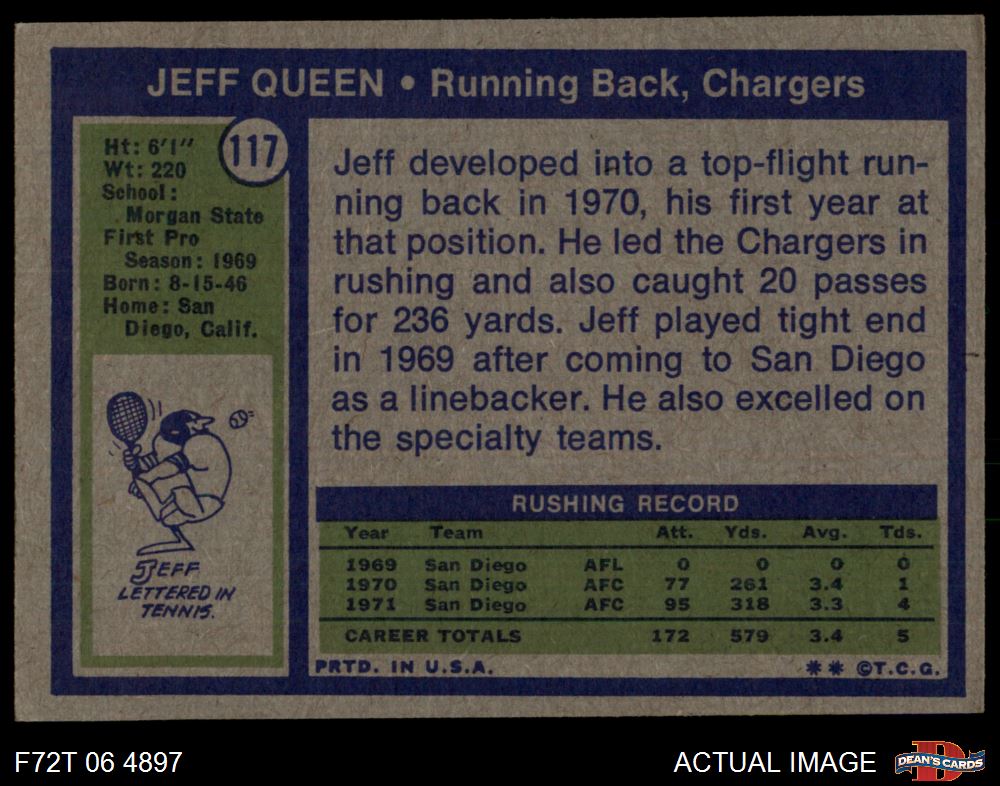 JEFF QUEEN • Running Back, Chargers
117
Ht: 6'1"
Wt: 220
School:
Morgan State
First Pro
Season: 1969
Born: 8-15-46
Home: San
Diego, Calif.
JEFF
LETTERED IN
TENNIS.
Jeff developed into a top-flight run-
ning back in 1970, his first year at
that position. He led the Chargers in
rushing and also caught 20 passes
for 236 yards. Jeff played tight end
in 1969 after coming to San Diego
as a linebacker. He also excelled on
the specialty teams.
RUSHING RECORD
Year Team Att. Yds. Avg. Tds.
1969 San Diego AFL 0 0 0 0
1970 San Diego AFC 77 261 3.4 1
1971 San Diego AFC 95 318 3.3 4
CAREER TOTALS 172 579 3.4 5
PRTD. IN U.S.A. ** ©T.C.G.
F72T 06 4897 ACTUAL IMAGE
D
DEAN'S CARDS